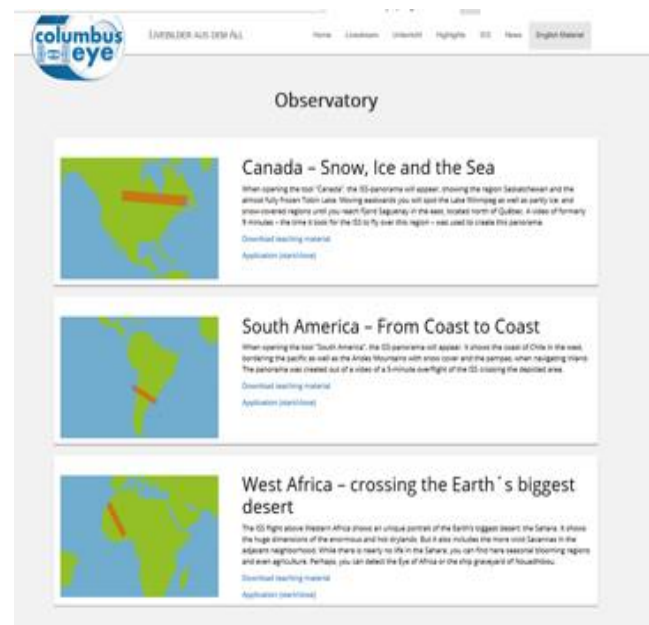 columbus
eye
LIVEBILDER AUS DEM ALL
Home Livestream Unterricht Highlights ISS News English Material
Observatory
Canada – Snow, Ice and the Sea
When opening the tool "Canada", the ISS-panorama will appear, showing the region Saskatchewan and the
almost fully frozen Tobin Lake. Moving eastwards you will spot the Lake Winnipeg as well as partly ice- and
snow-covered regions until you reach Fjord Saguenay in the east, located north of Québec. A video of formerly
9 minutes – the time it took for the ISS to fly over this region – was used to create this panorama.
Download teaching material
Application (start/close)
South America – From Coast to Coast
When opening the tool "South America", the ISS-panorama will appear. It shows the coast of Chile in the west,
bordering the pacific as well as the Andes Mountains with snow cover and the pampas, when navigating inland.
The panorama was created out of a video of a 5-minute overflight of the ISS crossing the depicted area.
Download teaching material
Application (start/close)
West Africa – crossing the Earth´s biggest
desert
The ISS flight above Western Africa shows an unique portrait of the Earth's biggest desert: the Sahara. It shows
the huge dimensions of the enormous and hot drylands. But it also includes the more vivid Savannas in the
adjacent neighborhood. While there is nearly no life in the Sahara, you can find here seasonal blooming regions
and even agriculture. Perhaps, you can detect the Eye of Africa or the ship graveyard of Nouadhibou.
Download teaching material
Application (start/close)